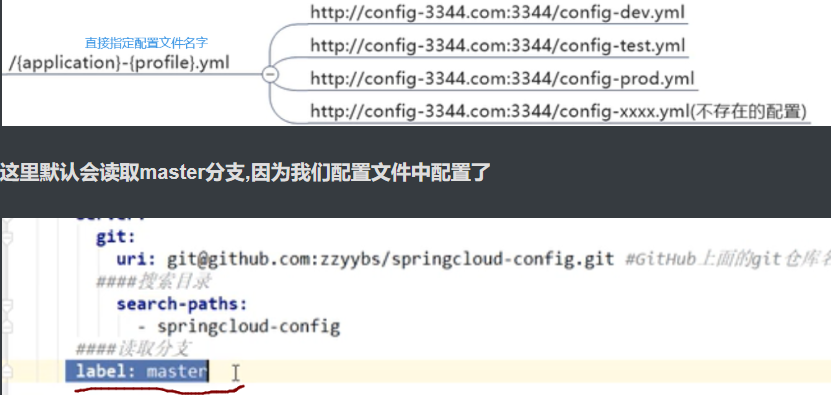 http://config-3344.com:3344/config-dev.yml
直接指定配置文件名字
http://config-3344.com:3344/config-test.yml
/{application}-{profile}.yml
http://config-3344.com:3344/config-prod.yml
http://config-3344.com:3344/config-xxxx.yml(不存在的配置)
这里默认会读取master分支,因为我们配置文件中配置了
server:
git:
uri: git@github.com:zzyybs/springcloud-config.git #GitHub上面的git仓库名
####搜索目录
search-paths:
- springcloud-config
####读取分支
label: master